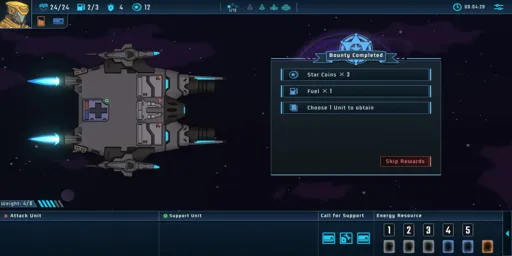 24/24
2/3
4
12
00:04:29
Bounty Completed
Star Coins × 3
Fuel × 1
Choose 1 Unit to obtain
Skip Rewards
Weight: 4/8
Attack Unit
Support Unit
Call for Support
Energy Resource
1 2 3 4 5